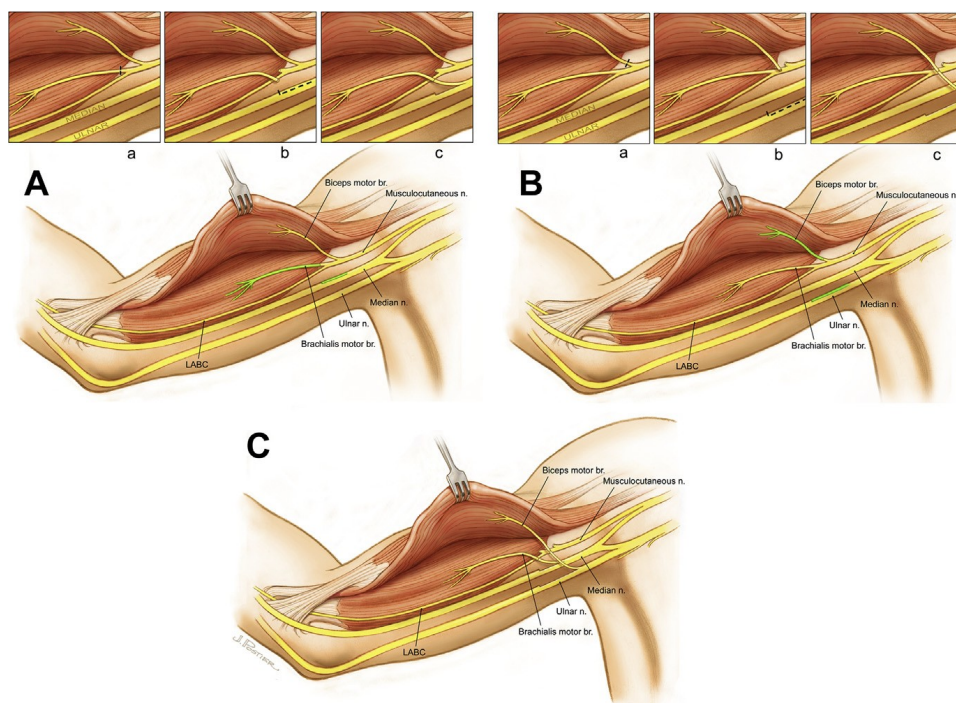 MEDIAN
ULNAR
a
b
c
MEDIAN
ULNAR
a
b
c
A
Biceps motor br.
Musculocutaneous n.
Median n.
Ulnar n.
Brachialis motor br.
LABC
B
Biceps motor br.
Musculocutaneous n.
Median n.
Ulnar n.
Brachialis motor br.
LABC
C
Biceps motor br.
Musculocutaneous n.
Median n.
Ulnar n.
Brachialis motor br.
LABC